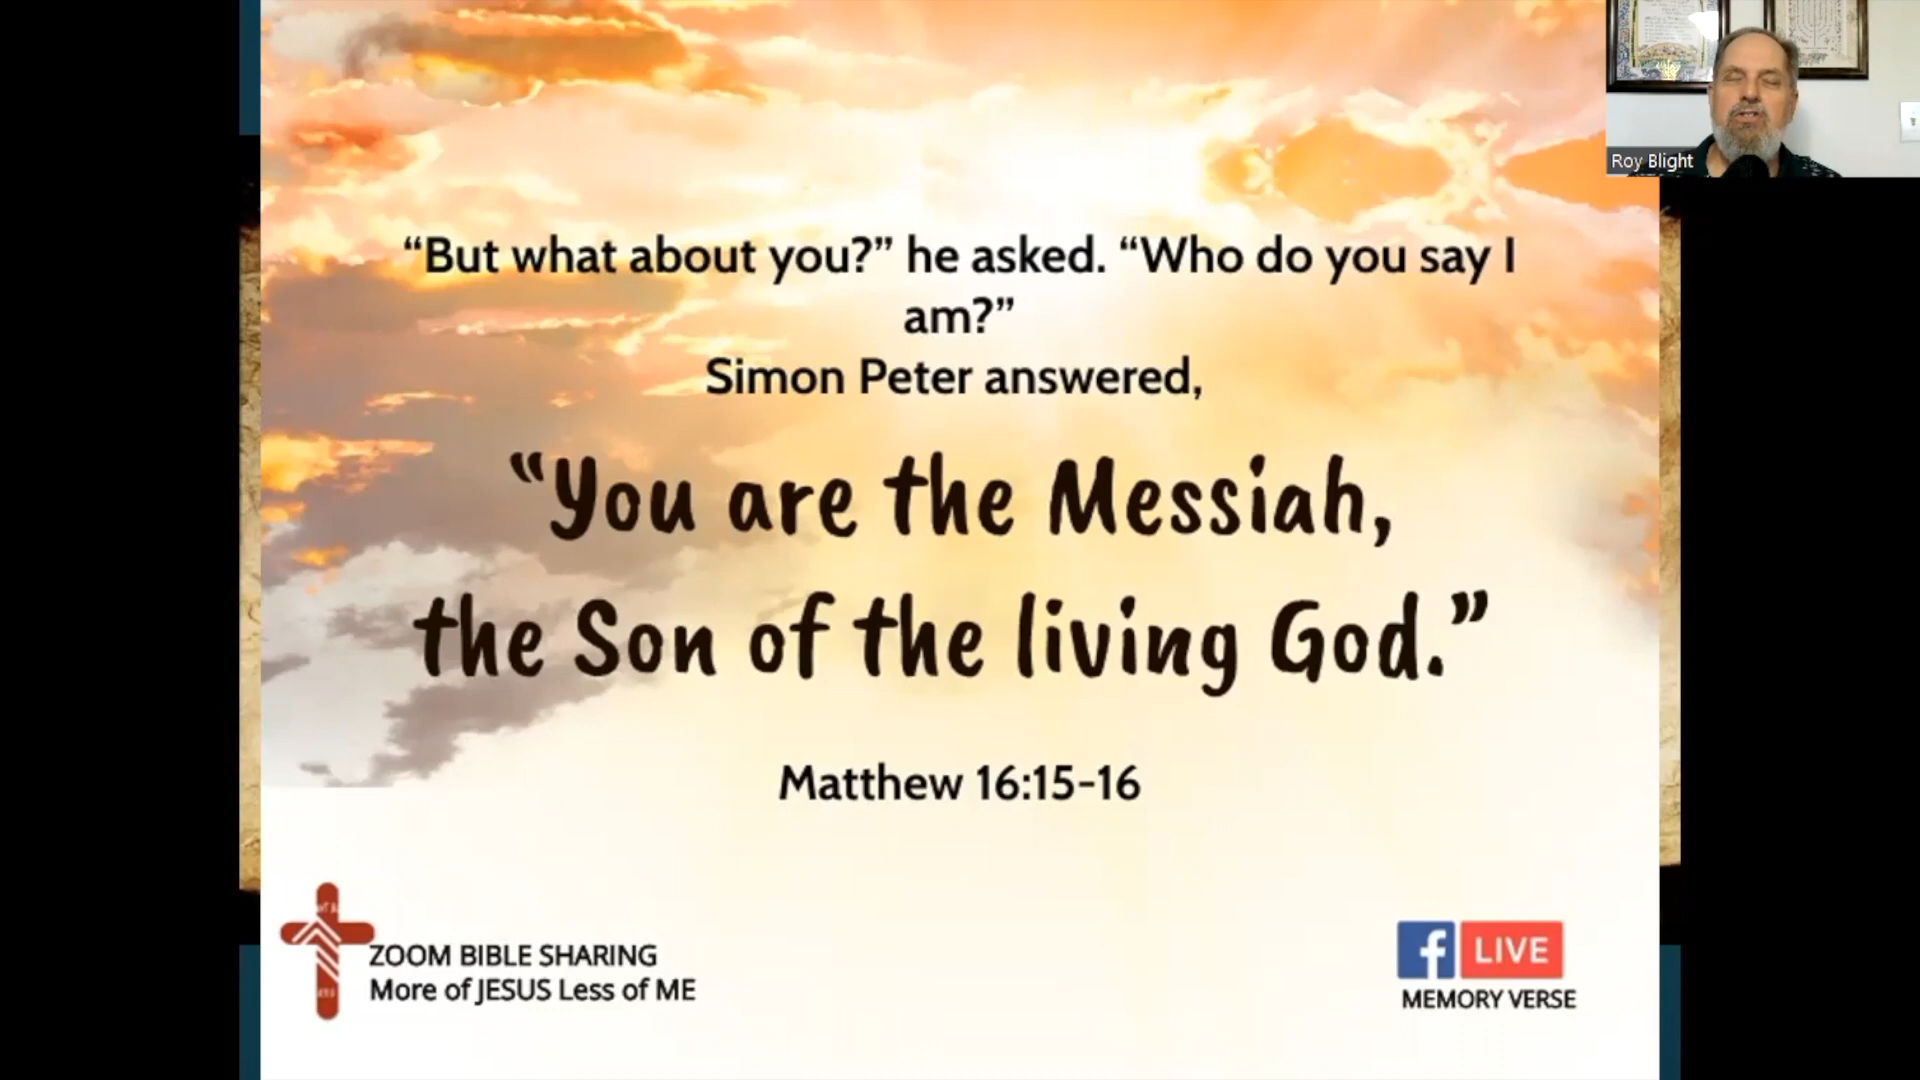 Roy Blight
“But what about you?” he asked. “Who do you say I
am?”
Simon Peter answered,
“You are the Messiah,
the Son of the living God.”
Matthew 16:15-16
ZOOM BIBLE SHARING
More of JESUS Less of ME
f LIVE
MEMORY VERSE